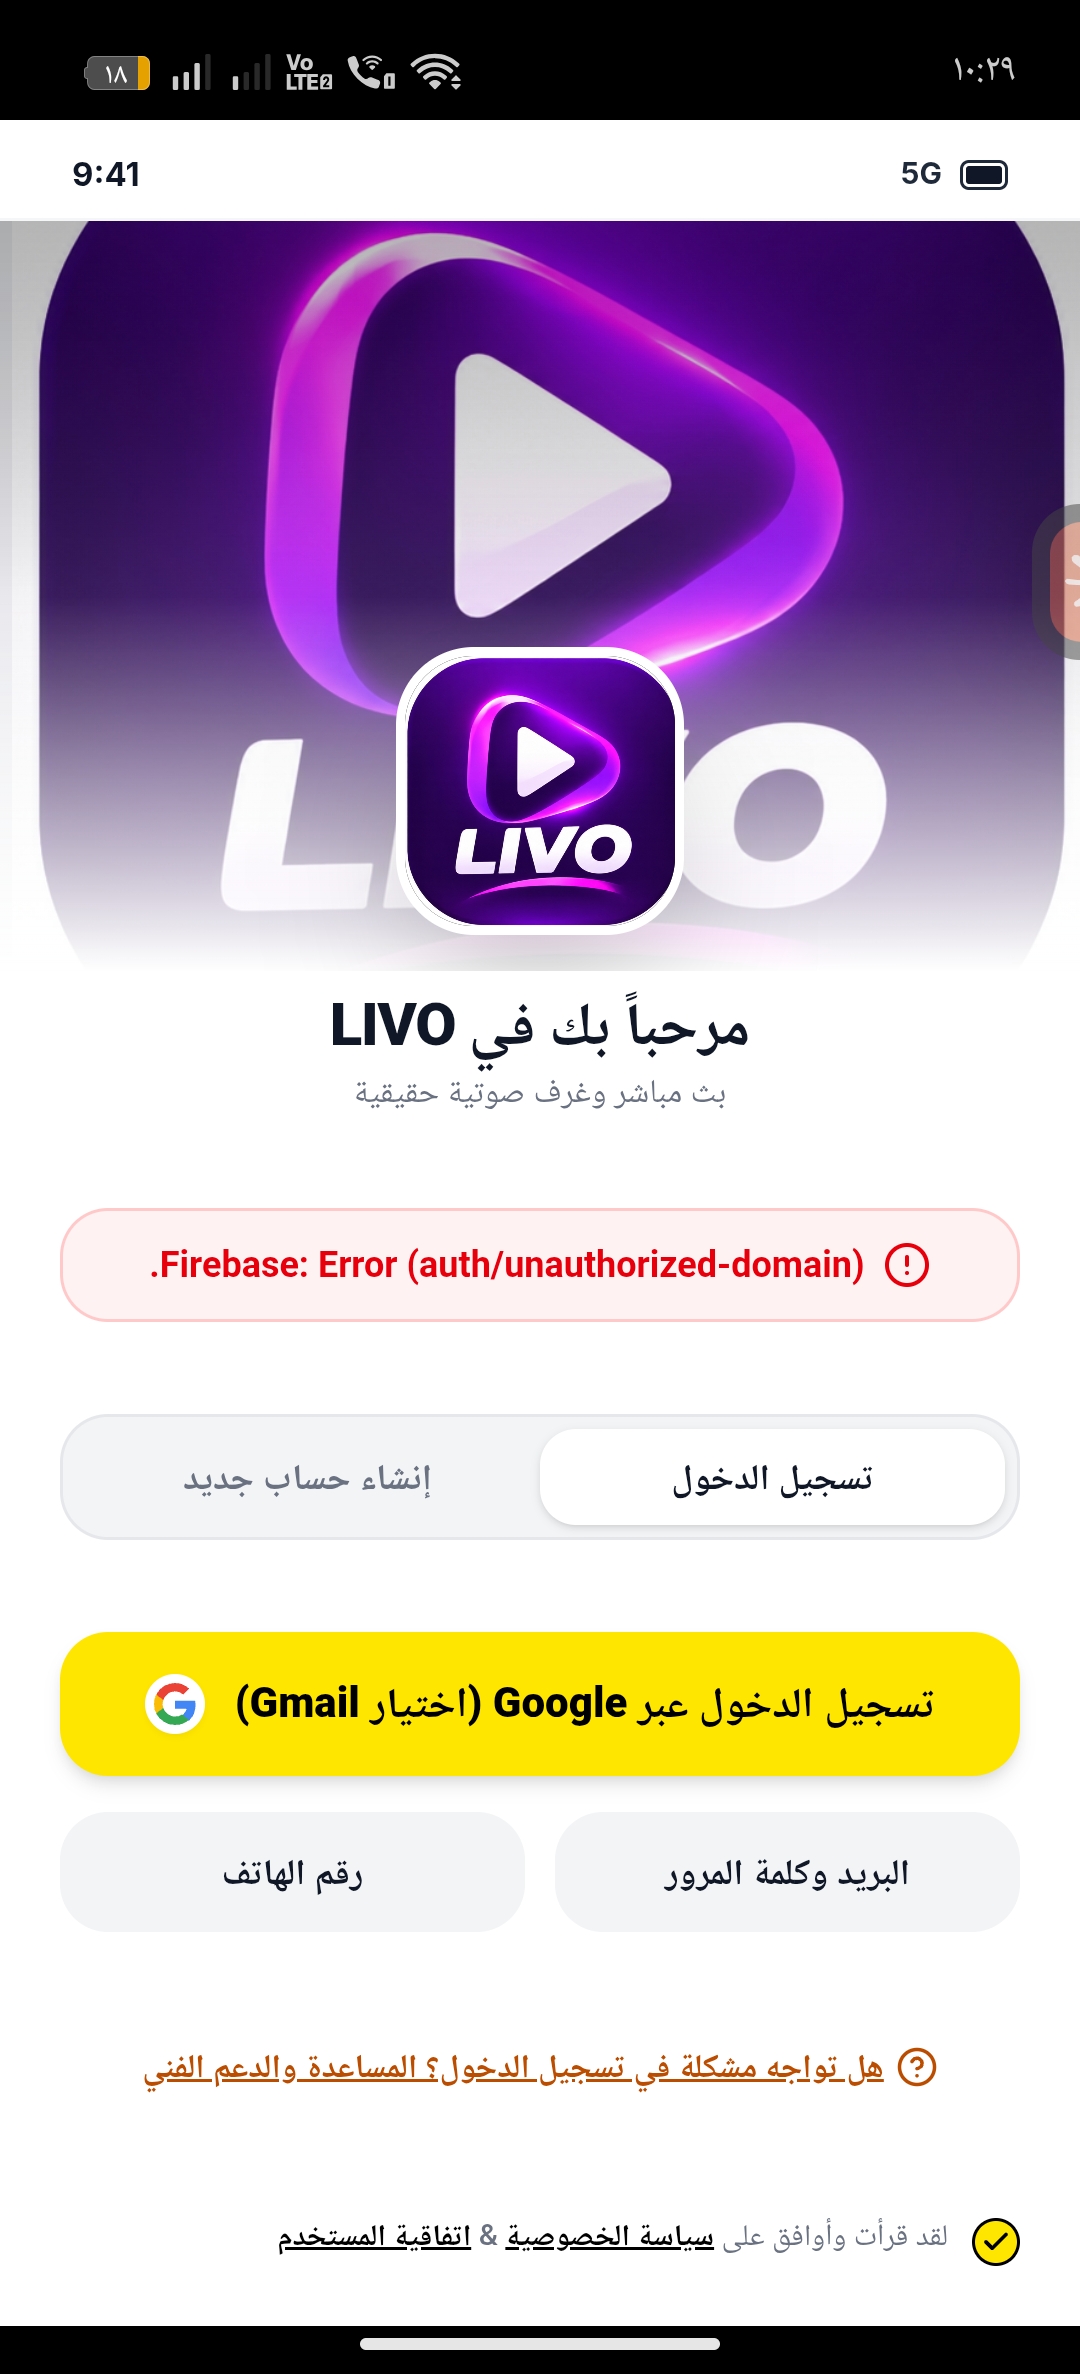 ١٠:٢٩
Vo
LTE 2
١٨
9:41
5G
LIVO
LIVO
مرحباً بك في LIVO
بث مباشر وغرف صوتية حقيقية
Firebase: Error (auth/unauthorized-domain).
تسجيل الدخول
إنشاء حساب جديد
تسجيل الدخول عبر Google (اختيار Gmail)
البريد وكلمة المرور
رقم الهاتف
هل تواجه مشكلة في تسجيل الدخول؟ المساعدة والدعم الفني
لقد قرأت وأوافق على سياسة الخصوصية & اتفاقية المستخدم